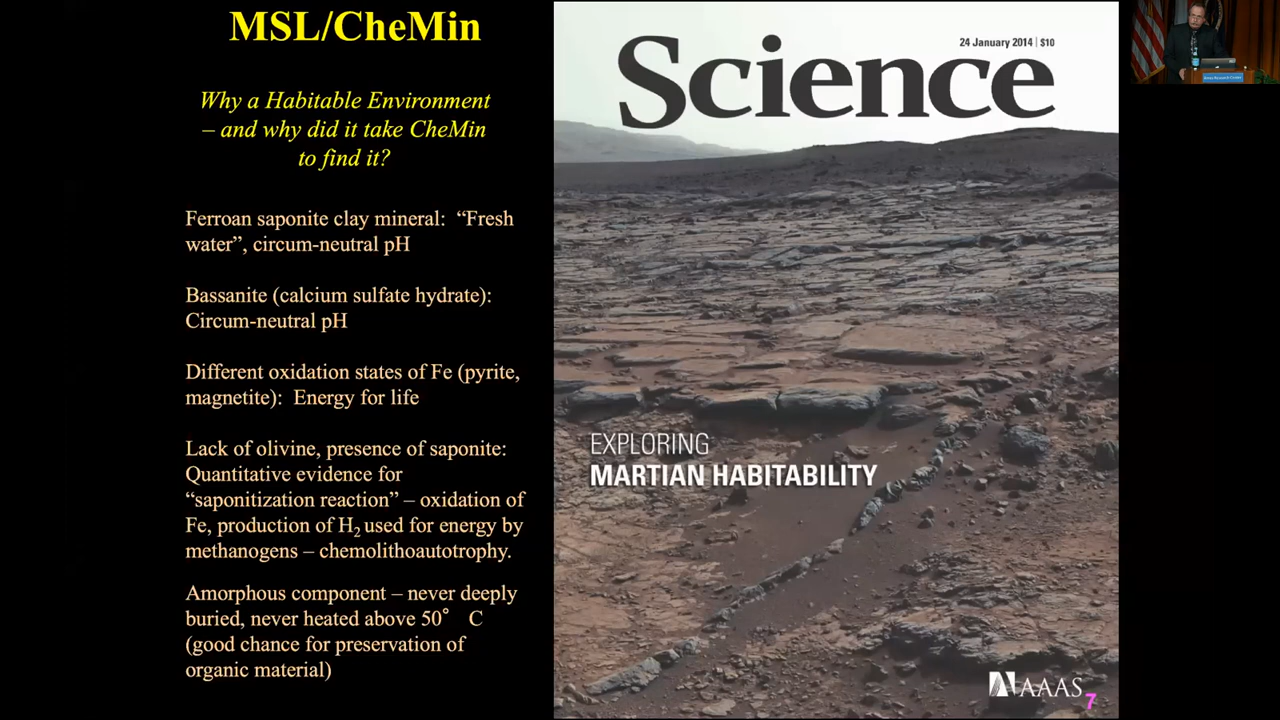 MSL/CheMin
Why a Habitable Environment
– and why did it take CheMin
to find it?
Ferroan saponite clay mineral:  “Fresh
water”, circum-neutral pH
Bassanite (calcium sulfate hydrate):
Circum-neutral pH
Different oxidation states of Fe (pyrite,
magnetite):  Energy for life
Lack of olivine, presence of saponite:
Quantitative evidence for
“saponitization reaction” – oxidation of
Fe, production of H₂ used for energy by
methanogens – chemolithoautotrophy.
Amorphous component – never deeply
buried, never heated above 50° C
(good chance for preservation of
organic material)
24 January 2014 | $10
Science
EXPLORING
MARTIAN HABITABILITY
AAAS
7